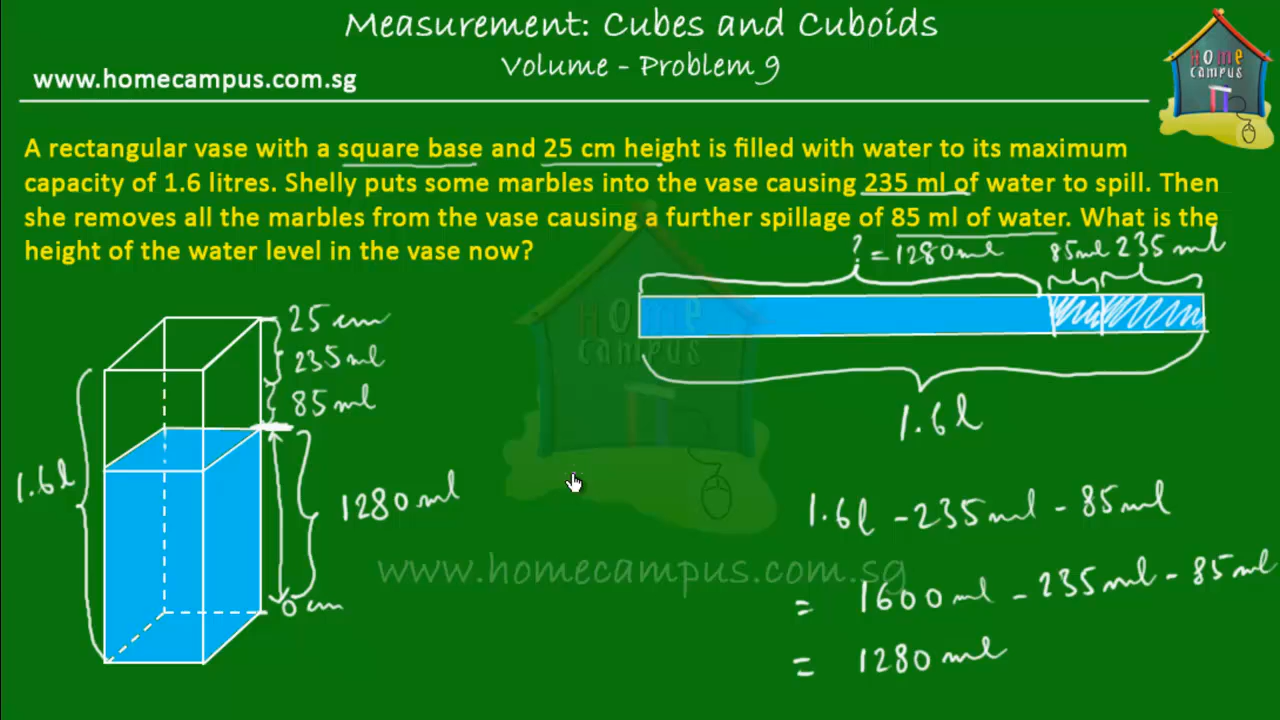 Measurement: Cubes and Cuboids
Volume - Problem 9
www.homecampus.com.sg
HOME
campus
A rectangular vase with a square base and 25 cm height is filled with water to its maximum
capacity of 1.6 litres. Shelly puts some marbles into the vase causing 235 ml of water to spill. Then
she removes all the marbles from the vase causing a further spillage of 85 ml of water. What is the
height of the water level in the vase now?
? = 1280 ml 85 ml 235 ml
HOME
campus
1.6 l
25 cm
235 ml
85 ml
1.6 l
1280 ml
0 cm
www.homecampus.com.sg
1.6 l - 235 ml - 85 ml
= 1600 ml - 235 ml - 85 ml
= 1280 ml